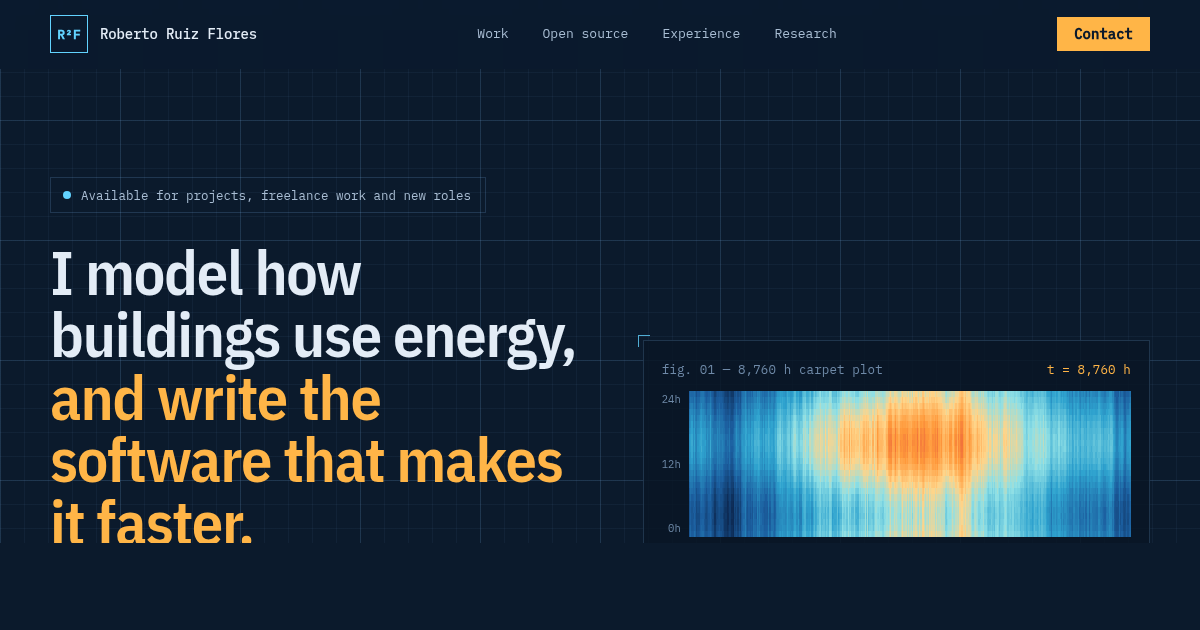 R²F
Roberto Ruiz Flores
Work
Open source
Experience
Research
Contact
Available for projects, freelance work and new roles
I model how
buildings use energy,
and write the
software that makes
it faster.
fig. 01 — 8,760 h carpet plot
t = 8,760 h
24h
12h
0h